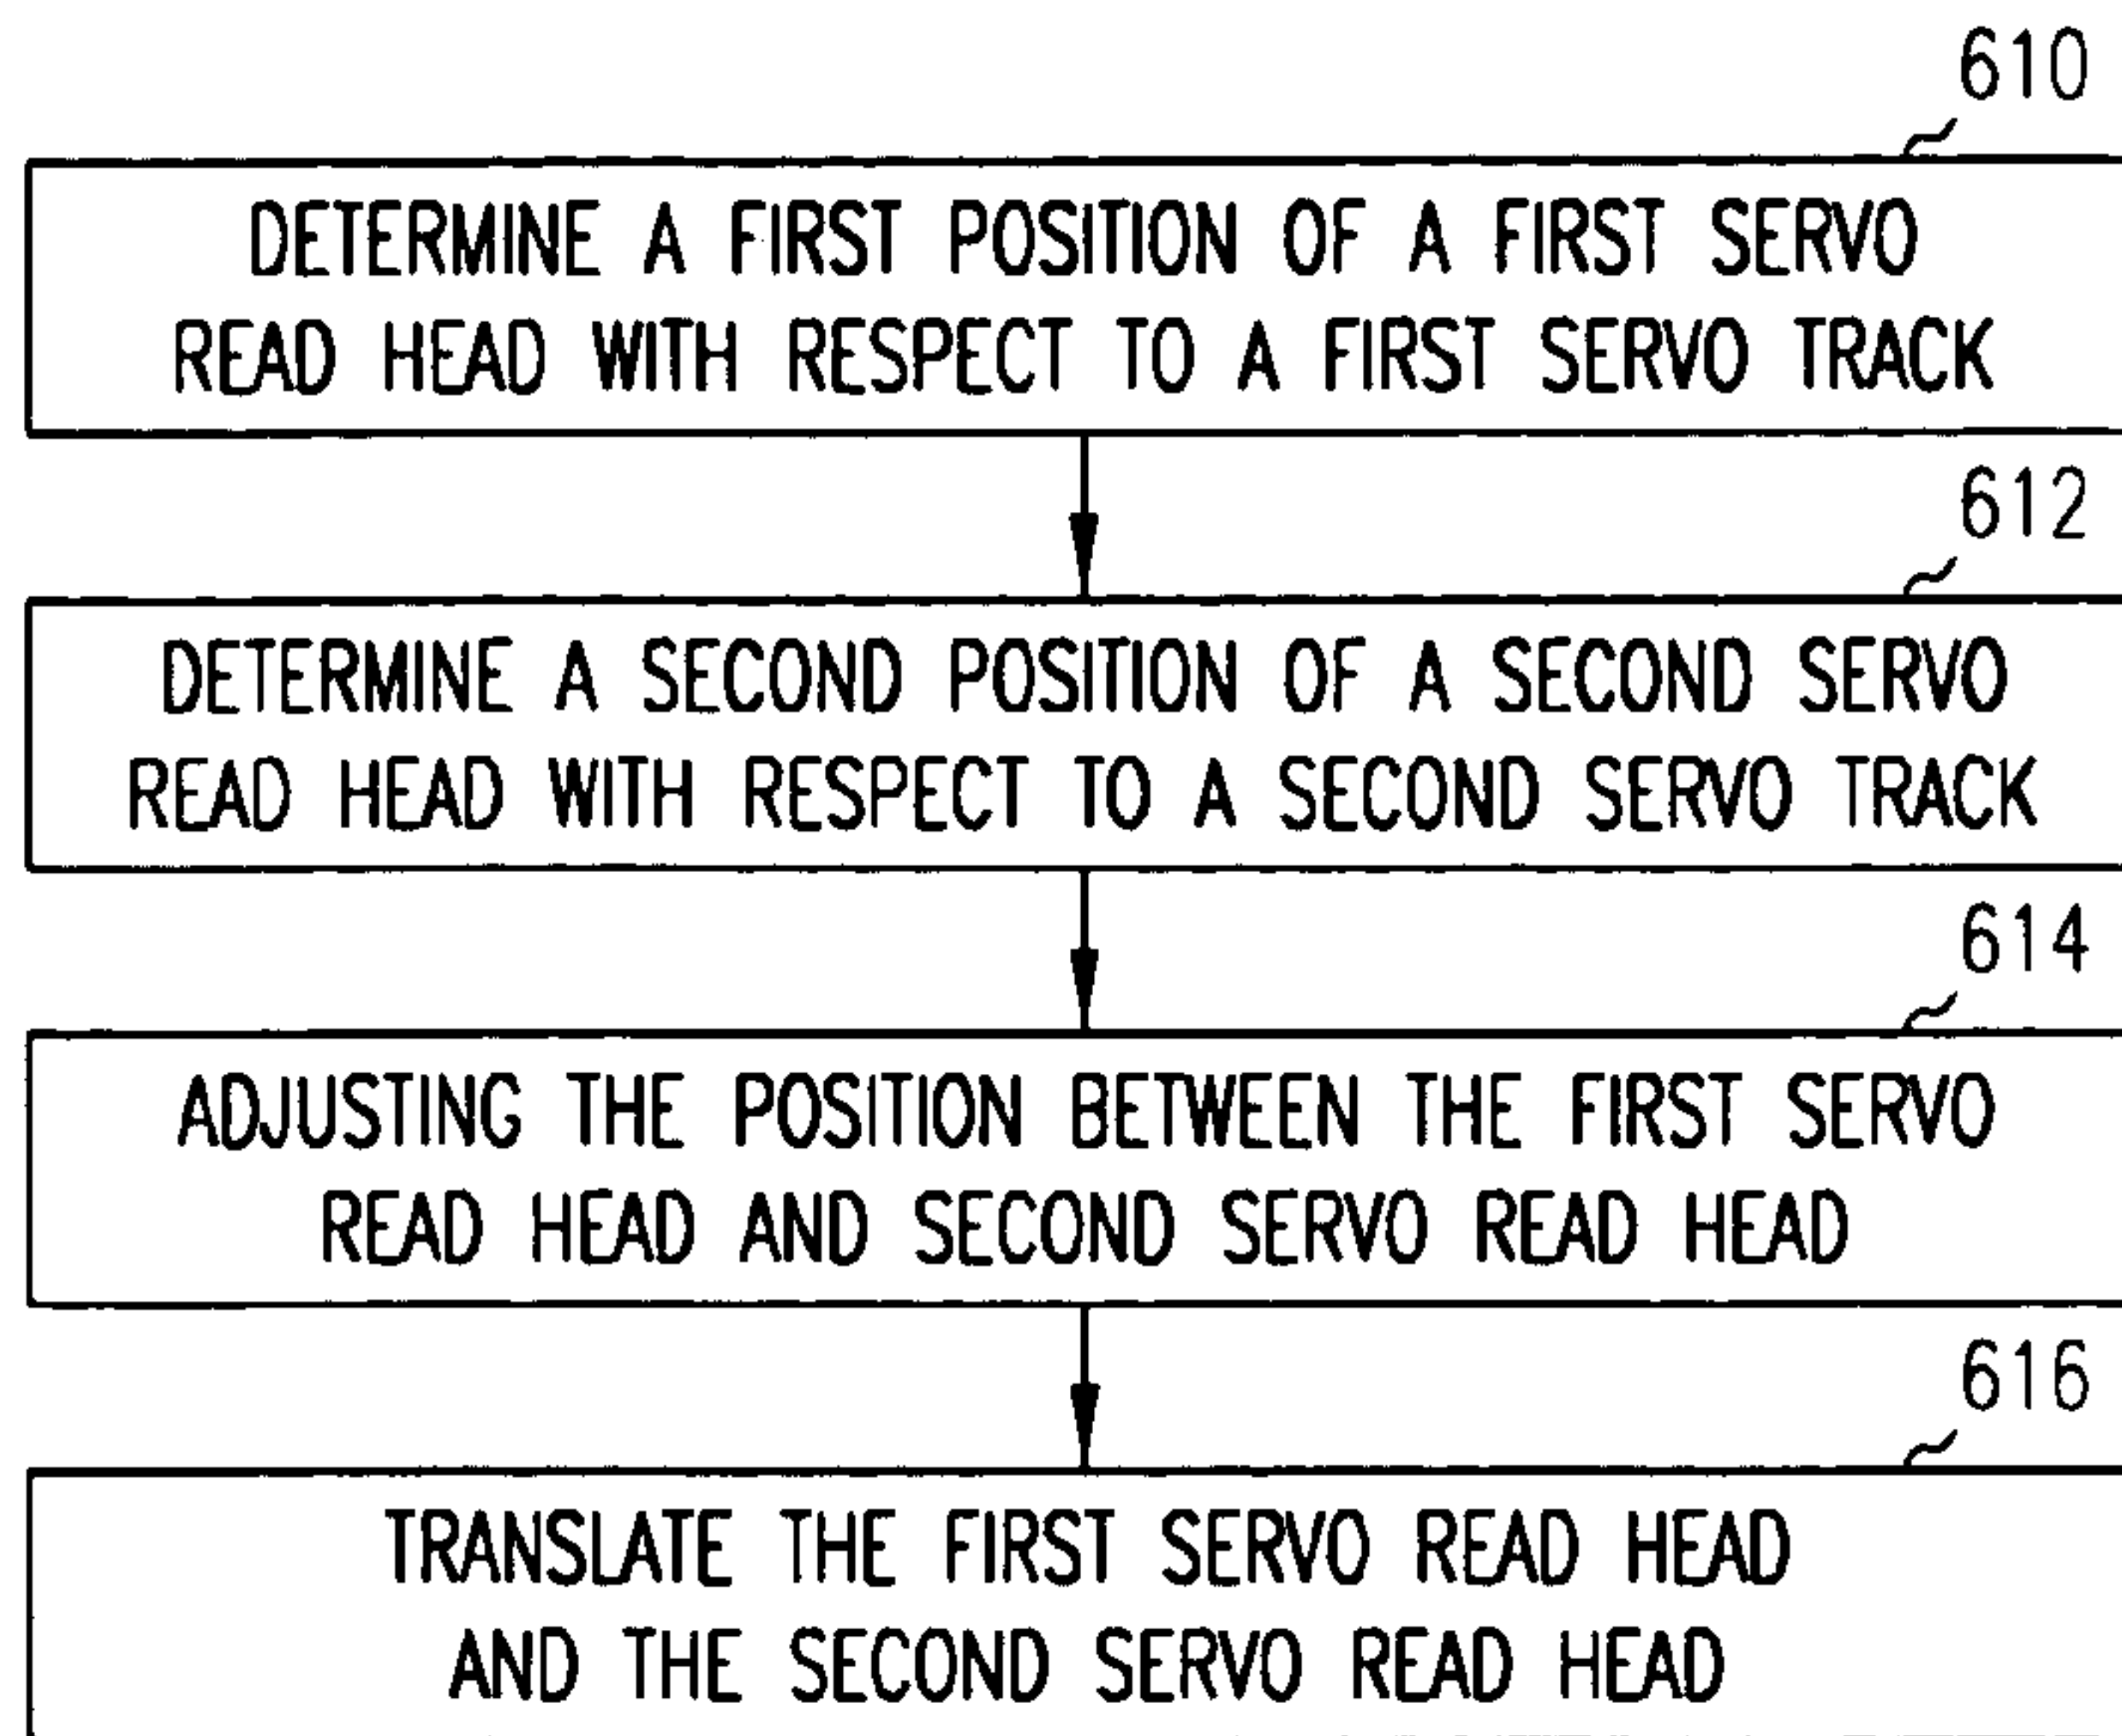 610
DETERMINE A FIRST POSITION OF A FIRST SERVO
READ HEAD WITH RESPECT TO A FIRST SERVO TRACK
612
DETERMINE A SECOND POSITION OF A SECOND SERVO
READ HEAD WITH RESPECT TO A SECOND SERVO TRACK
614
ADJUSTING THE POSITION BETWEEN THE FIRST SERVO
READ HEAD AND SECOND SERVO READ HEAD
616
TRANSLATE THE FIRST SERVO READ HEAD
AND THE SECOND SERVO READ HEAD